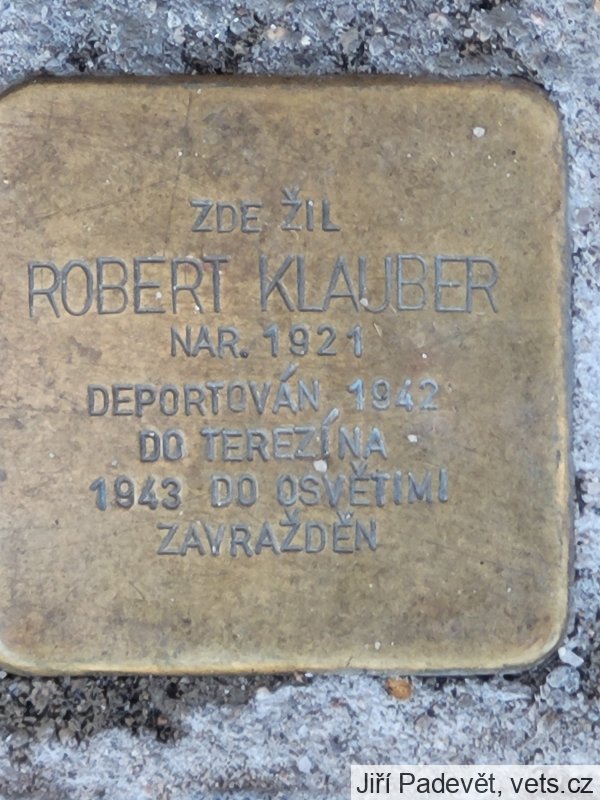 ZDE ŽIL
ROBERT KLAUBER
NAR. 1921
DEPORTOVÁN 1942
DO TEREZÍNA
1943 DO OSVĚTIMI
ZAVRAŽDĚN
Jiří Padevět, vets.cz